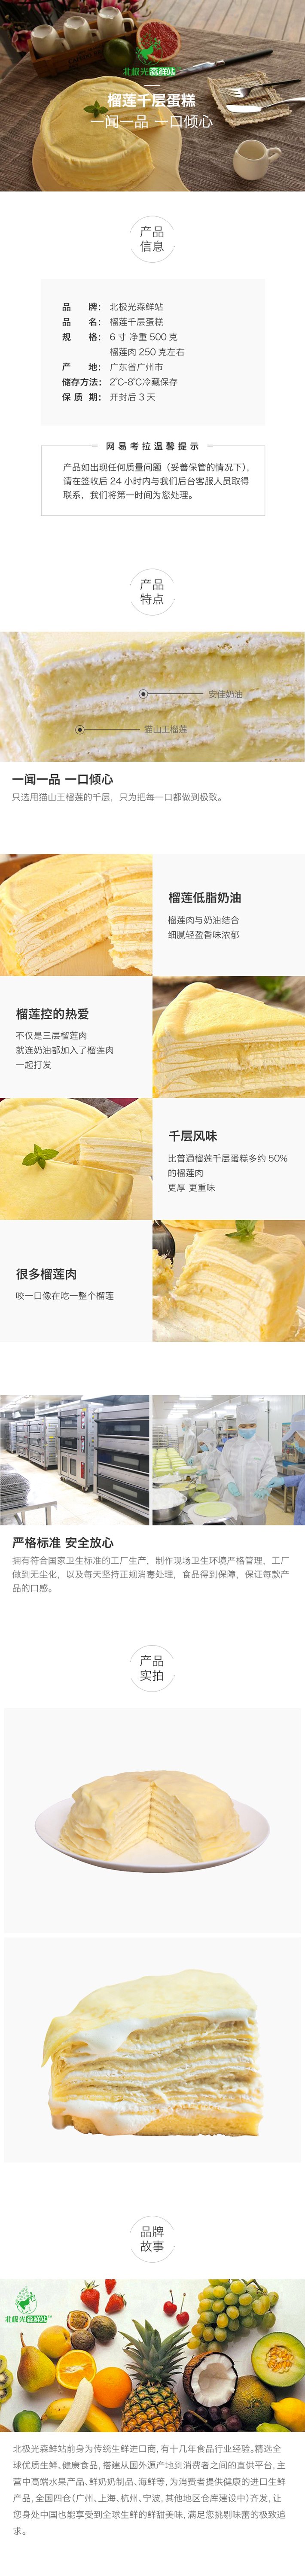 北极光森鲜站
榴莲千层蛋糕
一闻一品 一口倾心
产品
信息
品 牌： 北极光森鲜站
品 名： 榴莲千层蛋糕
规 格： 6 寸 净重 500 克
榴莲肉 250 克左右
产 地： 广东省广州市
储存方法： 2℃-8℃冷藏保存
保 质 期： 开封后 3 天
网易考拉温馨提示
产品如出现任何质量问题（妥善保管的情况下），
请在签收后 24 小时内与我们后台客服人员取得
联系，我们将第一时间为您处理。
产品
特点
安佳奶油
猫山王榴莲
一闻一品 一口倾心
只选用猫山王榴莲的千层，只为把每一口都做到极致。
榴莲低脂奶油
榴莲肉与奶油结合
细腻轻盈香味浓郁
榴莲控的热爱
不仅是三层榴莲肉
就连奶油都加入了榴莲肉
一起打发
千层风味
比普通榴莲千层蛋糕多约 50%
的榴莲肉
更厚 更重味
很多榴莲肉
咬一口像在吃一整个榴莲
严格标准 安全放心
拥有符合国家卫生标准的工厂生产，制作现场卫生环境严格管理，工厂
做到无尘化，以及每天坚持正规消毒处理，食品得到保障，保证每款产
品的口感。
产品
实拍
品牌
故事
北极光森鲜站™
北极光森鲜站前身为传统生鲜进口商，有十几年食品行业经验。精选全
球优质生鲜、健康食品，搭建从国外源产地到消费者之间的直供平台，主
营中高端水果产品、鲜奶奶制品、海鲜等，为消费者提供健康的进口生鲜
产品，全国四仓（广州、上海、杭州、宁波，其他地区仓库建设中）齐发，让
您身处中国也能享受到全球生鲜的鲜甜美味，满足您挑剔味蕾的极致追
求。